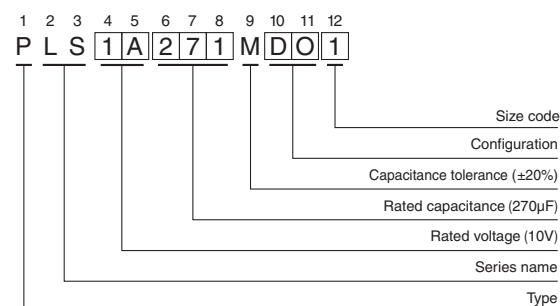 1 2 3 4 5 6 7 8 9 10 11 12
P L S 1 A 2 7 1 M D O 1
Size code
Configuration
Capacitance tolerance (±20%)
Rated capacitance (270µF)
Rated voltage (10V)
Series name
Type